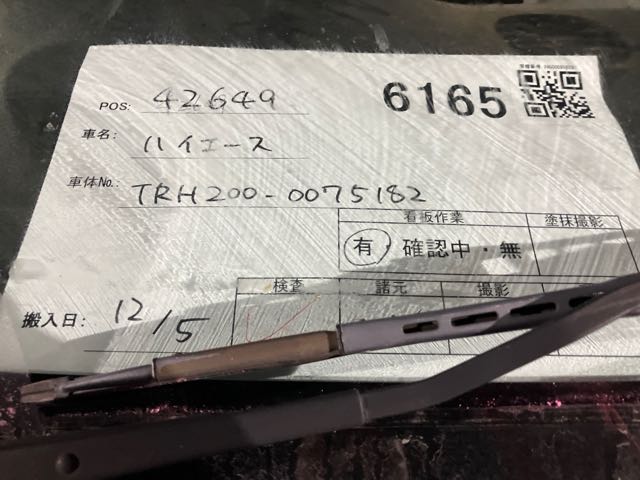 POS: 42649
6165
車名: ハイエース
車体No.: TRH200-0075182
看板作業 塗抹撮影
有 確認中・無
検査 諸元 撮影
搬入日: 12/5